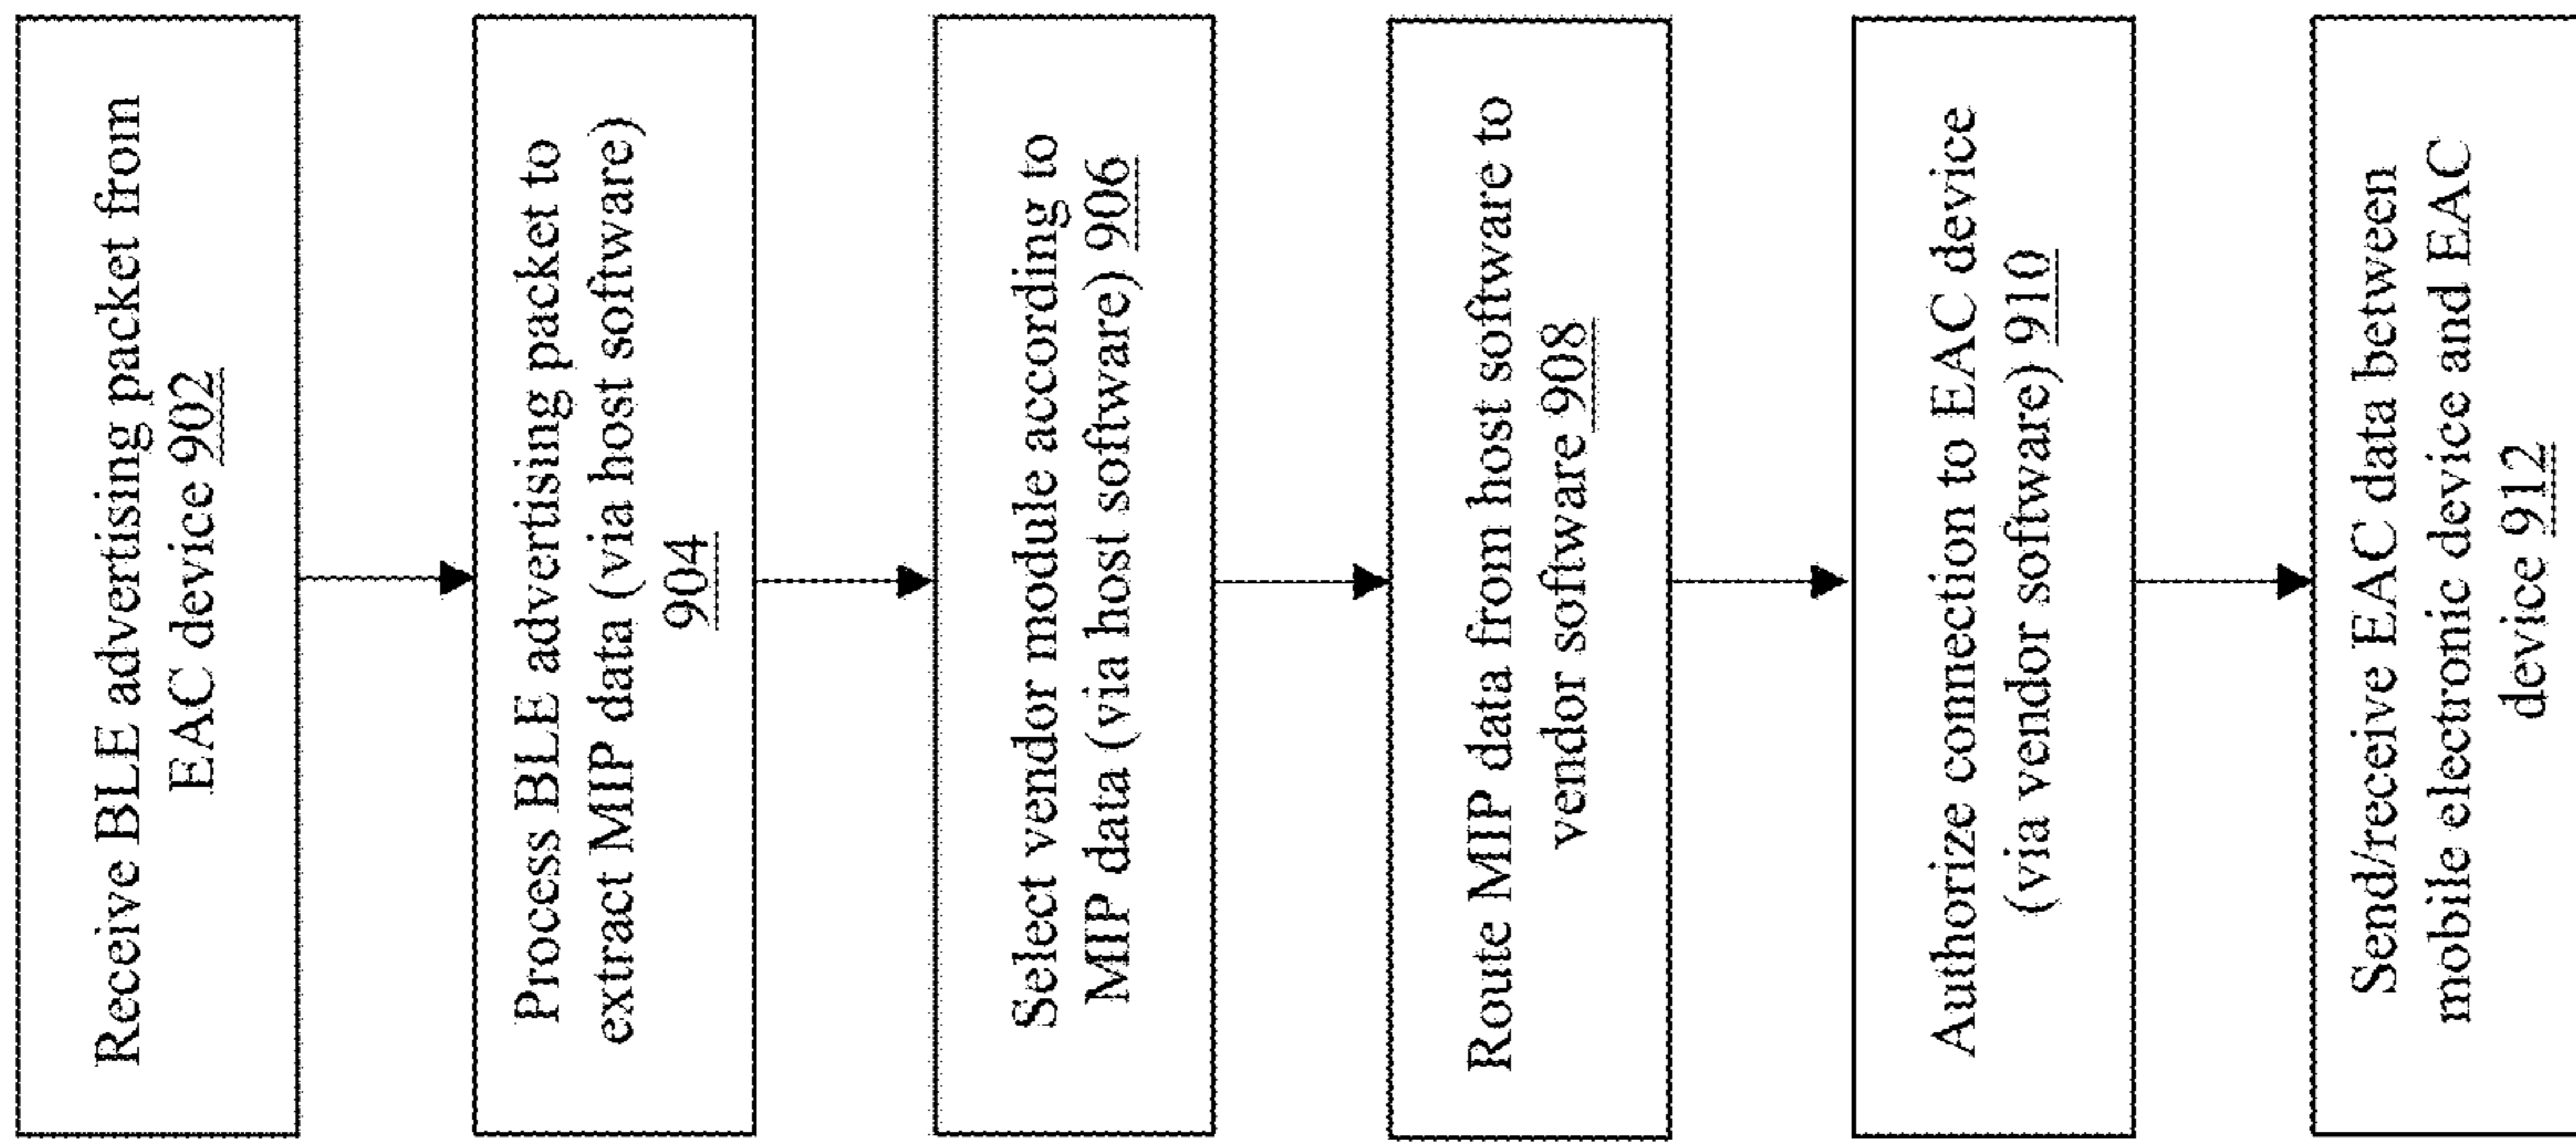 Receive BLE advertising packet from
EAC device 902
Process BLE advertising packet to
extract MIP data (via host software)
904
Select vendor module according to
MIP data (via host software) 906
Route MIP data from host software to
vendor software 908
Authorize connection to EAC device
(via vendor software) 910
Send/receive EAC data between
mobile electronic device and EAC
device 912